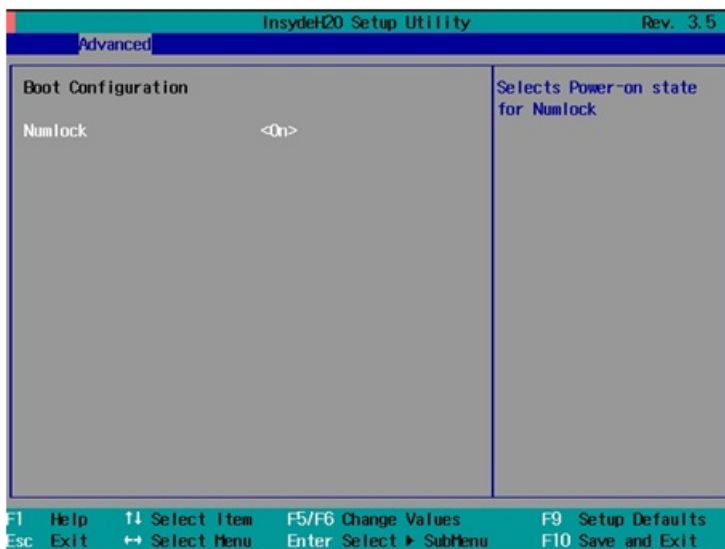 InsydeH20 Setup Utility Rev. 3.5
Advanced
Boot Configuration
Numlock <On>
Selects Power-on state
for Numlock
F1 Help ↑↓ Select Item F5/F6 Change Values F9 Setup Defaults
Esc Exit ↔ Select Menu Enter Select ▶ SubMenu F10 Save and Exit